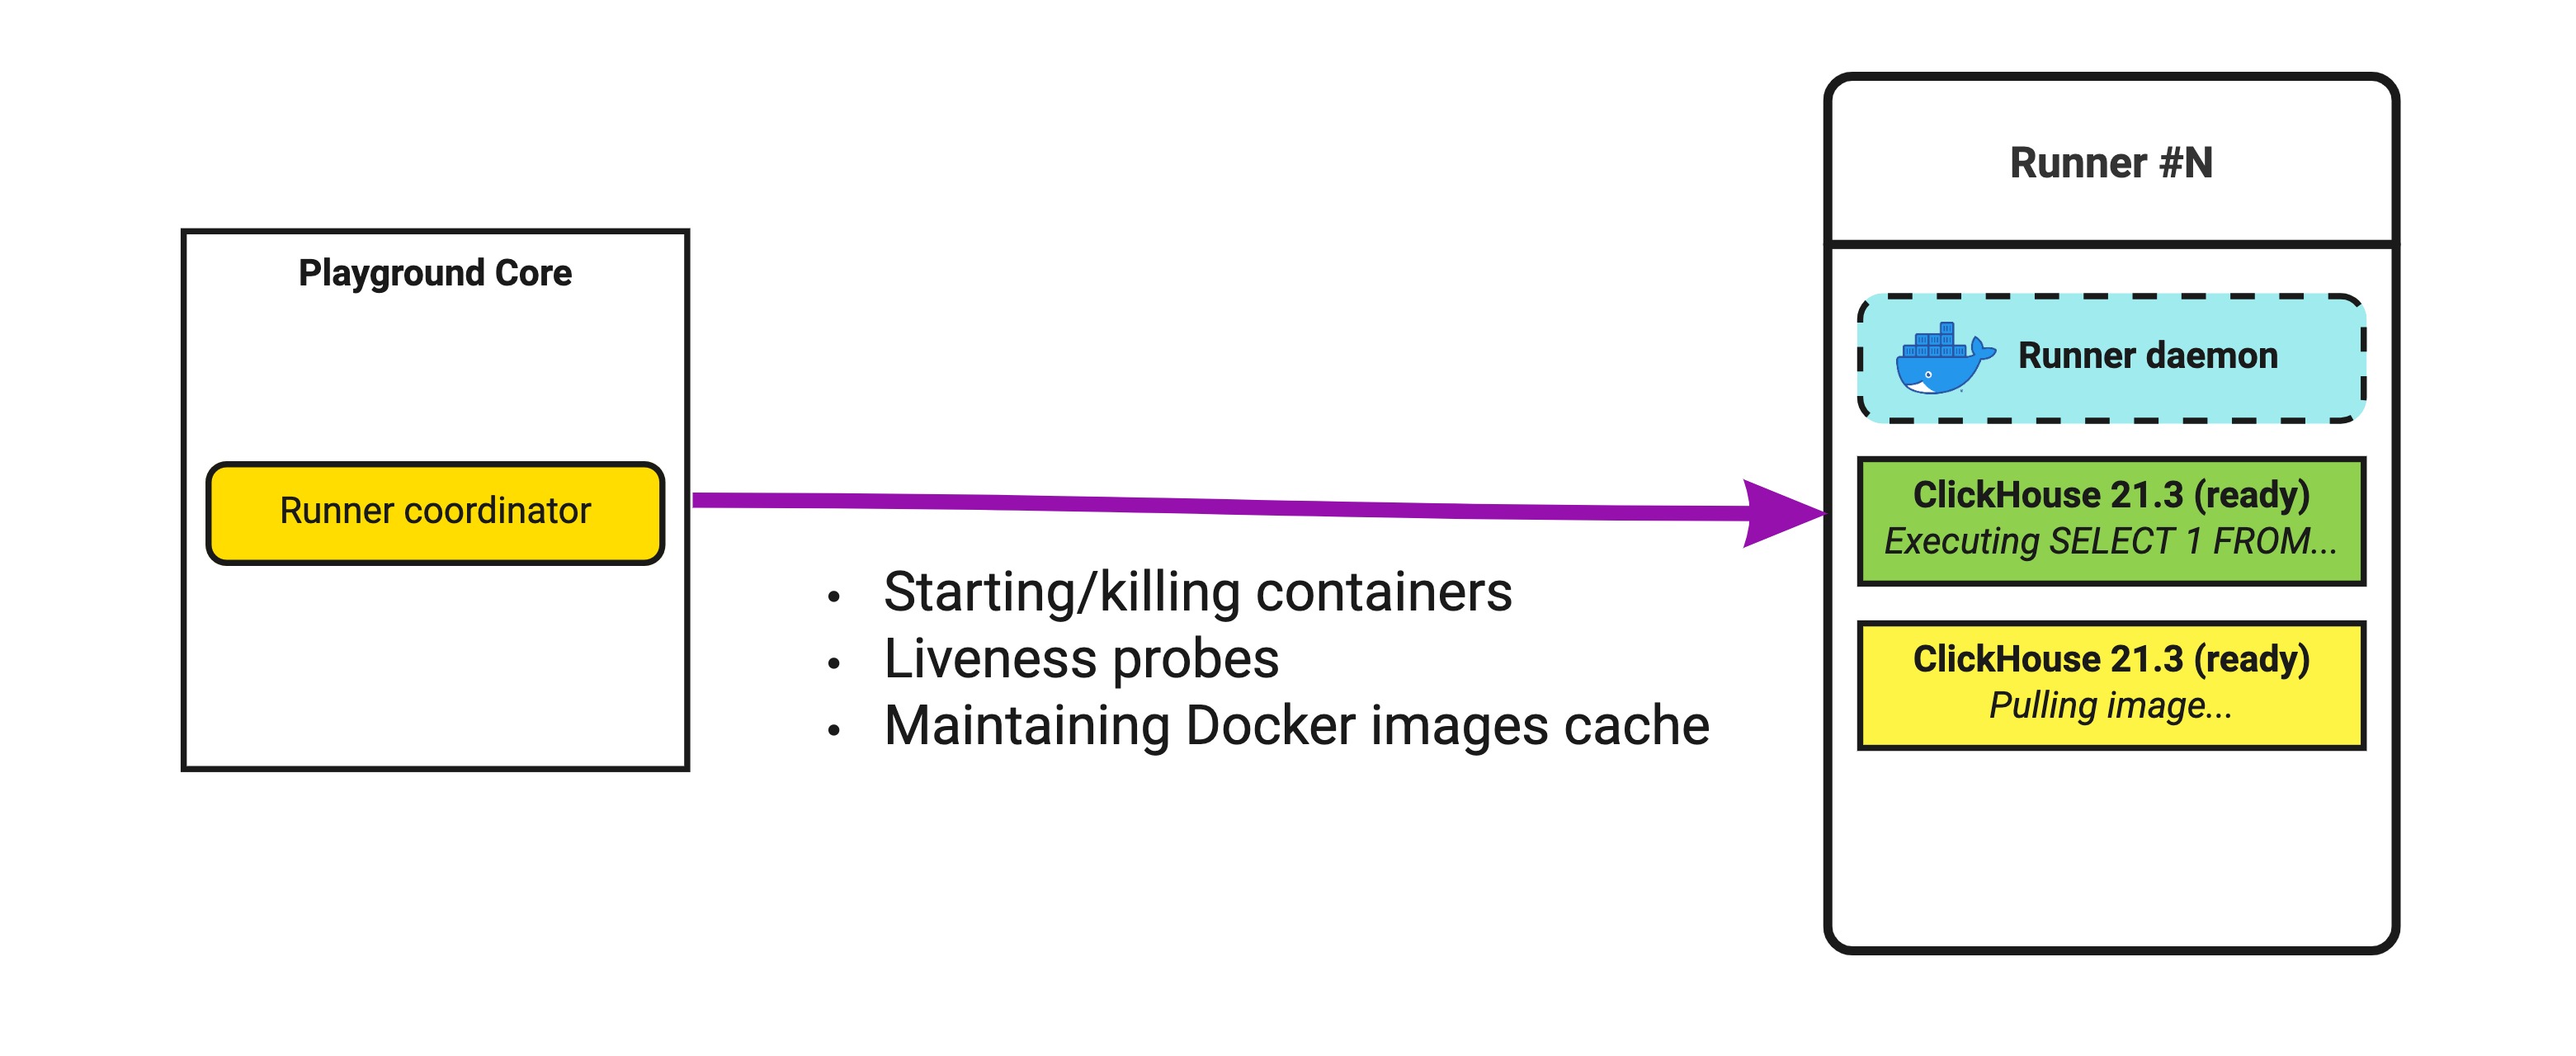 Playground Core
Runner coordinator
• Starting/killing containers
• Liveness probes
• Maintaining Docker images cache
Runner #N
Runner daemon
ClickHouse 21.3 (ready)
Executing SELECT 1 FROM...
ClickHouse 21.3 (ready)
Pulling image...